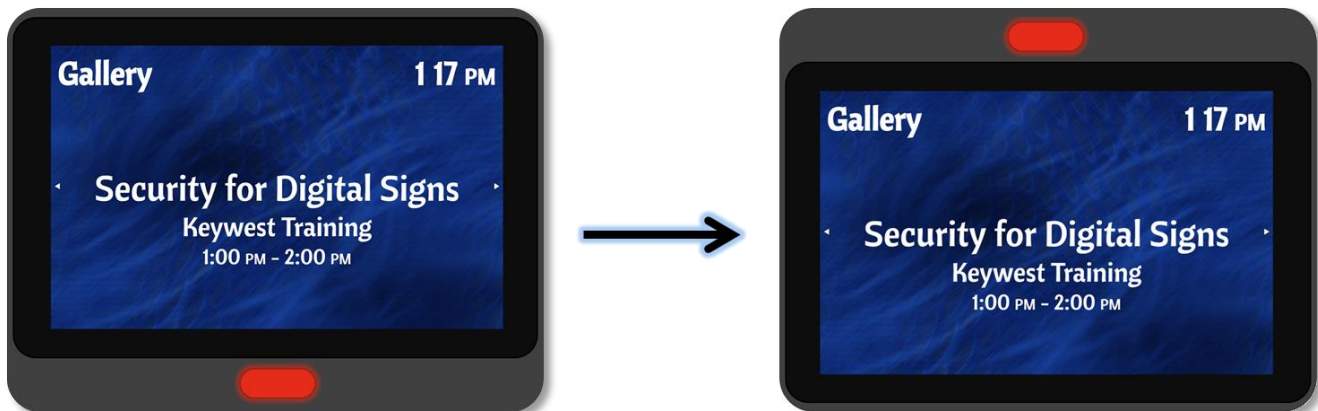 Gallery 1 17 PM
Security for Digital Signs
Keywest Training
1:00 PM – 2:00 PM
Gallery 1 17 PM
Security for Digital Signs
Keywest Training
1:00 PM – 2:00 PM